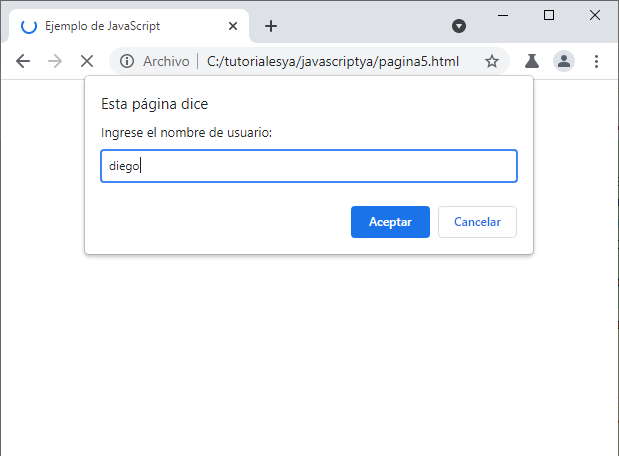 Ejemplo de JavaScript
Archivo C:/tutorialesya/javascriptya/pagina5.html
Esta página dice
Ingrese el nombre de usuario:
diego
Aceptar Cancelar